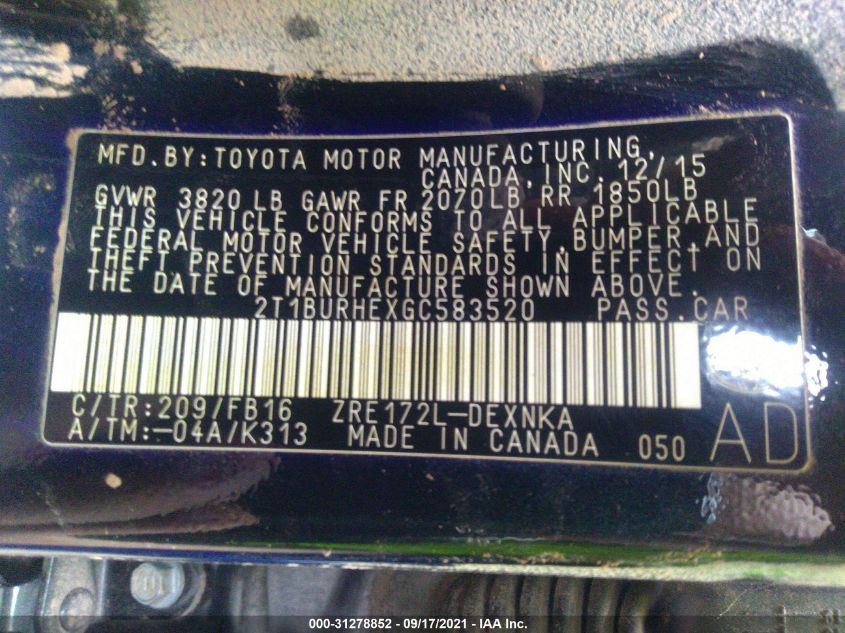 MFD.BY:TOYOTA MOTOR MANUFACTURING,
CANADA, INC. 12/15
GVWR 3820 LB GAWR FR 2070LB RR 1850LB
THIS VEHICLE CONFORMS TO ALL APPLICABLE
FEDERAL MOTOR VEHICLE SAFETY, BUMPER, AND
THEFT PREVENTION STANDARDS IN EFFECT ON
THE DATE OF MANUFACTURE SHOWN ABOVE.
2T1BURHEXGC583520 PASS.CAR
C/TR:209/FB16 ZRE172L-DEXNKA
A/TM:-04A/K313 MADE IN CANADA 050 AD
000-31278852 - 09/17/2021 - IAA Inc.